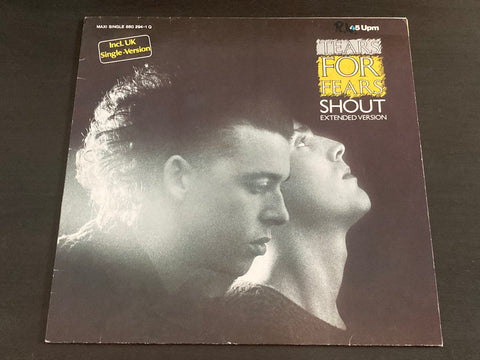 MAXI SINGLE 880 294-1 Q
Incl. UK
Single-Version
45 Upm
TEARS
FOR
FEARS
SHOUT
EXTENDED VERSION